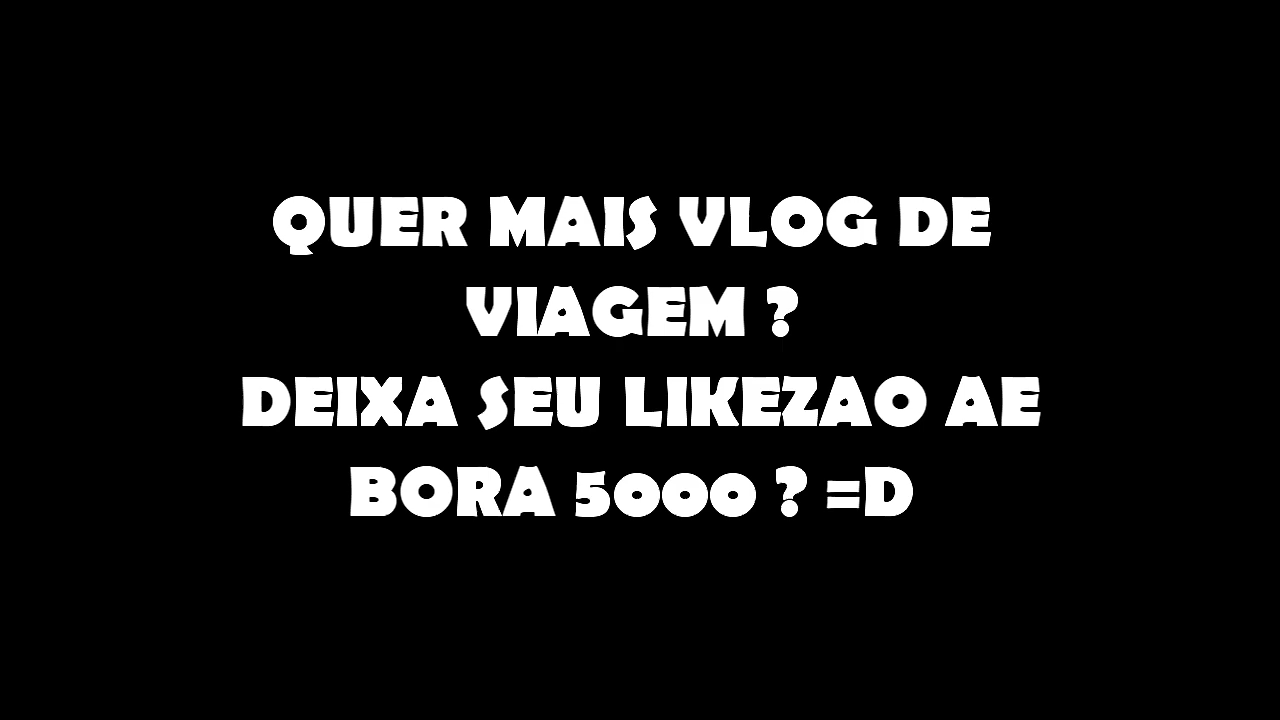 QUER MAIS VLOG DE
VIAGEM ?
DEIXA SEU LIKEZAO AE
BORA 5000 ? =D